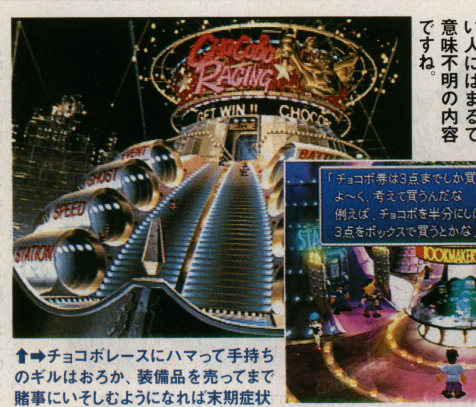 い人にはまるで
意味不明の内容
ですね。
CHOCOBO
RACING
GET WIN !! CHOCO
WELCOME
EVENT
GHOST
SPEED
STATION
BATT
「チョコボ券は3点までしか買
よ〜く、考えて買うんだな
例えば、チョコボを半分にし
3点をボックスで買うとかな
BOOKMAKER
⬆➡チョコボレースにハマって手持ち
のギルはおろか、装備品を売ってまで
賭事にいそしむようになれば末期症状